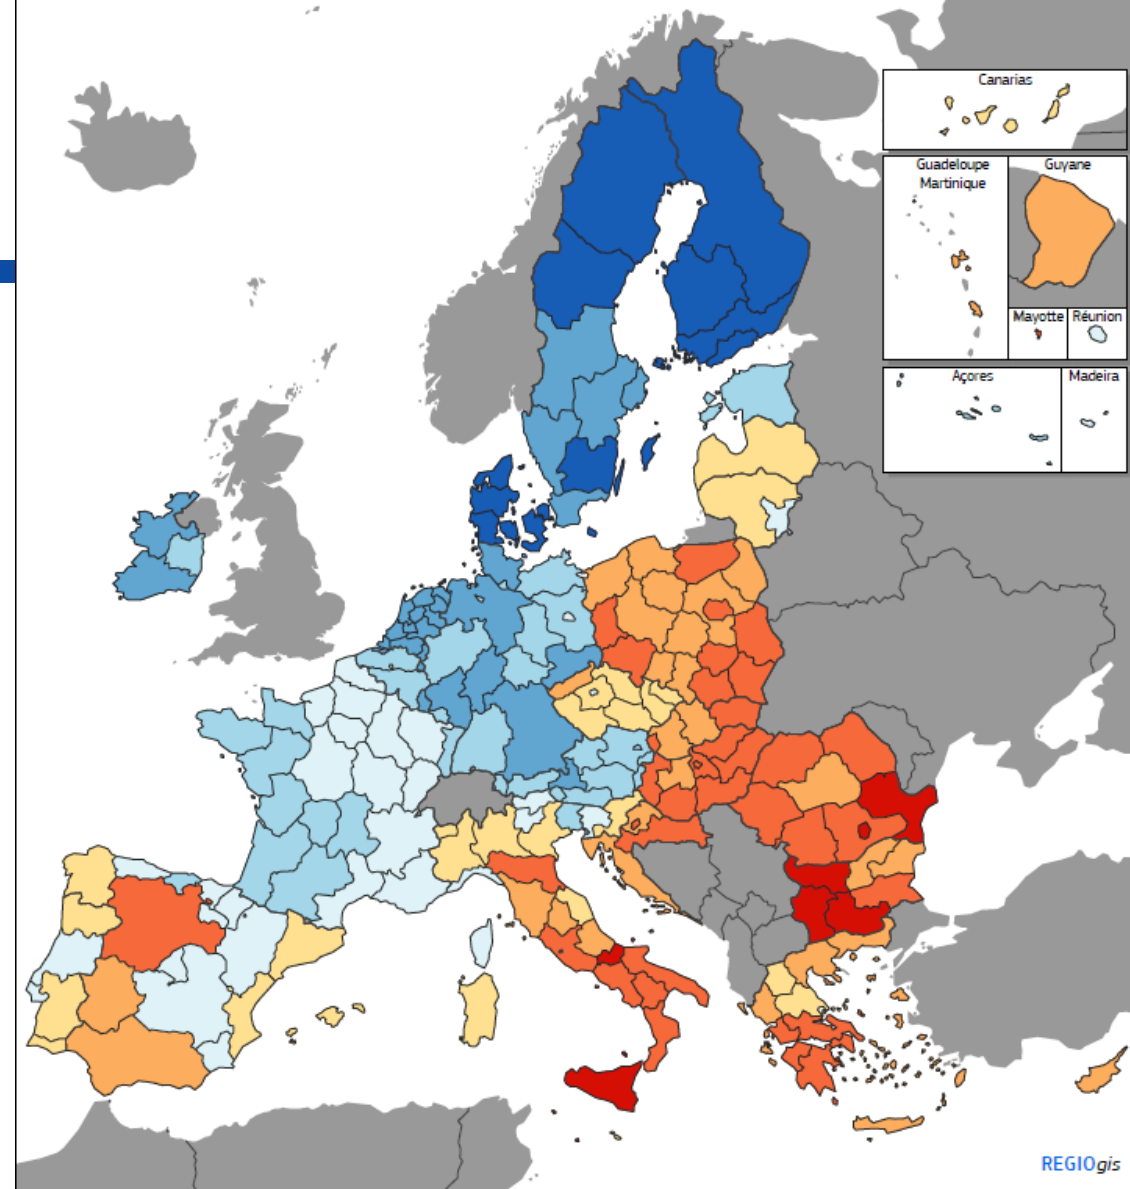 Canarias
Guadeloupe
Martinique
Guyane
Mayotte
Réunion
Açores
Madeira
REGIOgis